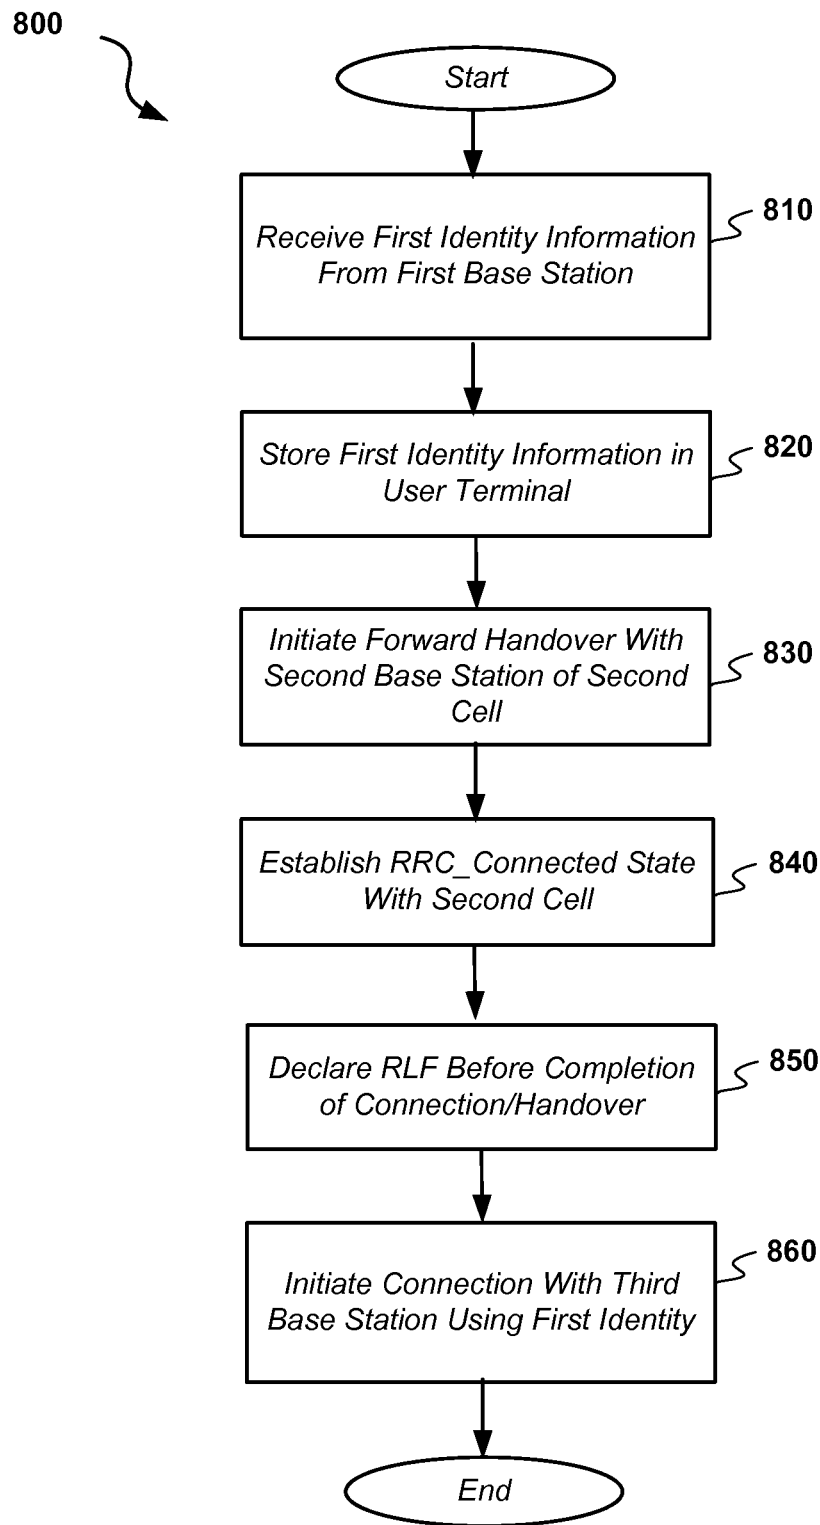 800
Start
Receive First Identity Information
From First Base Station
810
Store First Identity Information in
User Terminal
820
Initiate Forward Handover With
Second Base Station of Second
Cell
830
Establish RRC_Connected State
With Second Cell
840
Declare RLF Before Completion
of Connection/Handover
850
Initiate Connection With Third
Base Station Using First Identity
860
End